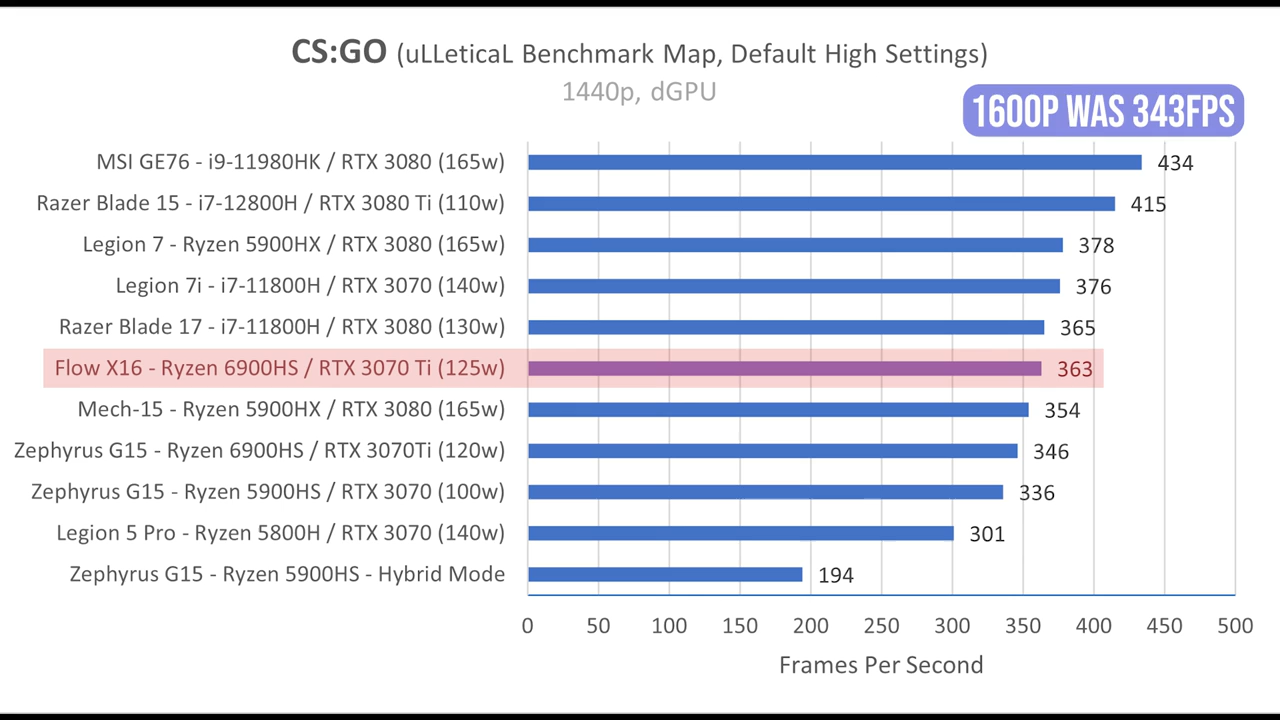 CS:GO (uLLeticaL Benchmark Map, Default High Settings)
1440p, dGPU
1600P WAS 343FPS
MSI GE76 - i9-11980HK / RTX 3080 (165w) 434
Razer Blade 15 - i7-12800H / RTX 3080 Ti (110w) 415
Legion 7 - Ryzen 5900HX / RTX 3080 (165w) 378
Legion 7i - i7-11800H / RTX 3070 (140w) 376
Razer Blade 17 - i7-11800H / RTX 3080 (130w) 365
Flow X16 - Ryzen 6900HS / RTX 3070 Ti (125w) 363
Mech-15 - Ryzen 5900HX / RTX 3080 (165w) 354
Zephyrus G15 - Ryzen 6900HS / RTX 3070Ti (120w) 346
Zephyrus G15 - Ryzen 5900HS / RTX 3070 (100w) 336
Legion 5 Pro - Ryzen 5800H / RTX 3070 (140w) 301
Zephyrus G15 - Ryzen 5900HS - Hybrid Mode 194
0 50 100 150 200 250 300 350 400 450 500
Frames Per Second